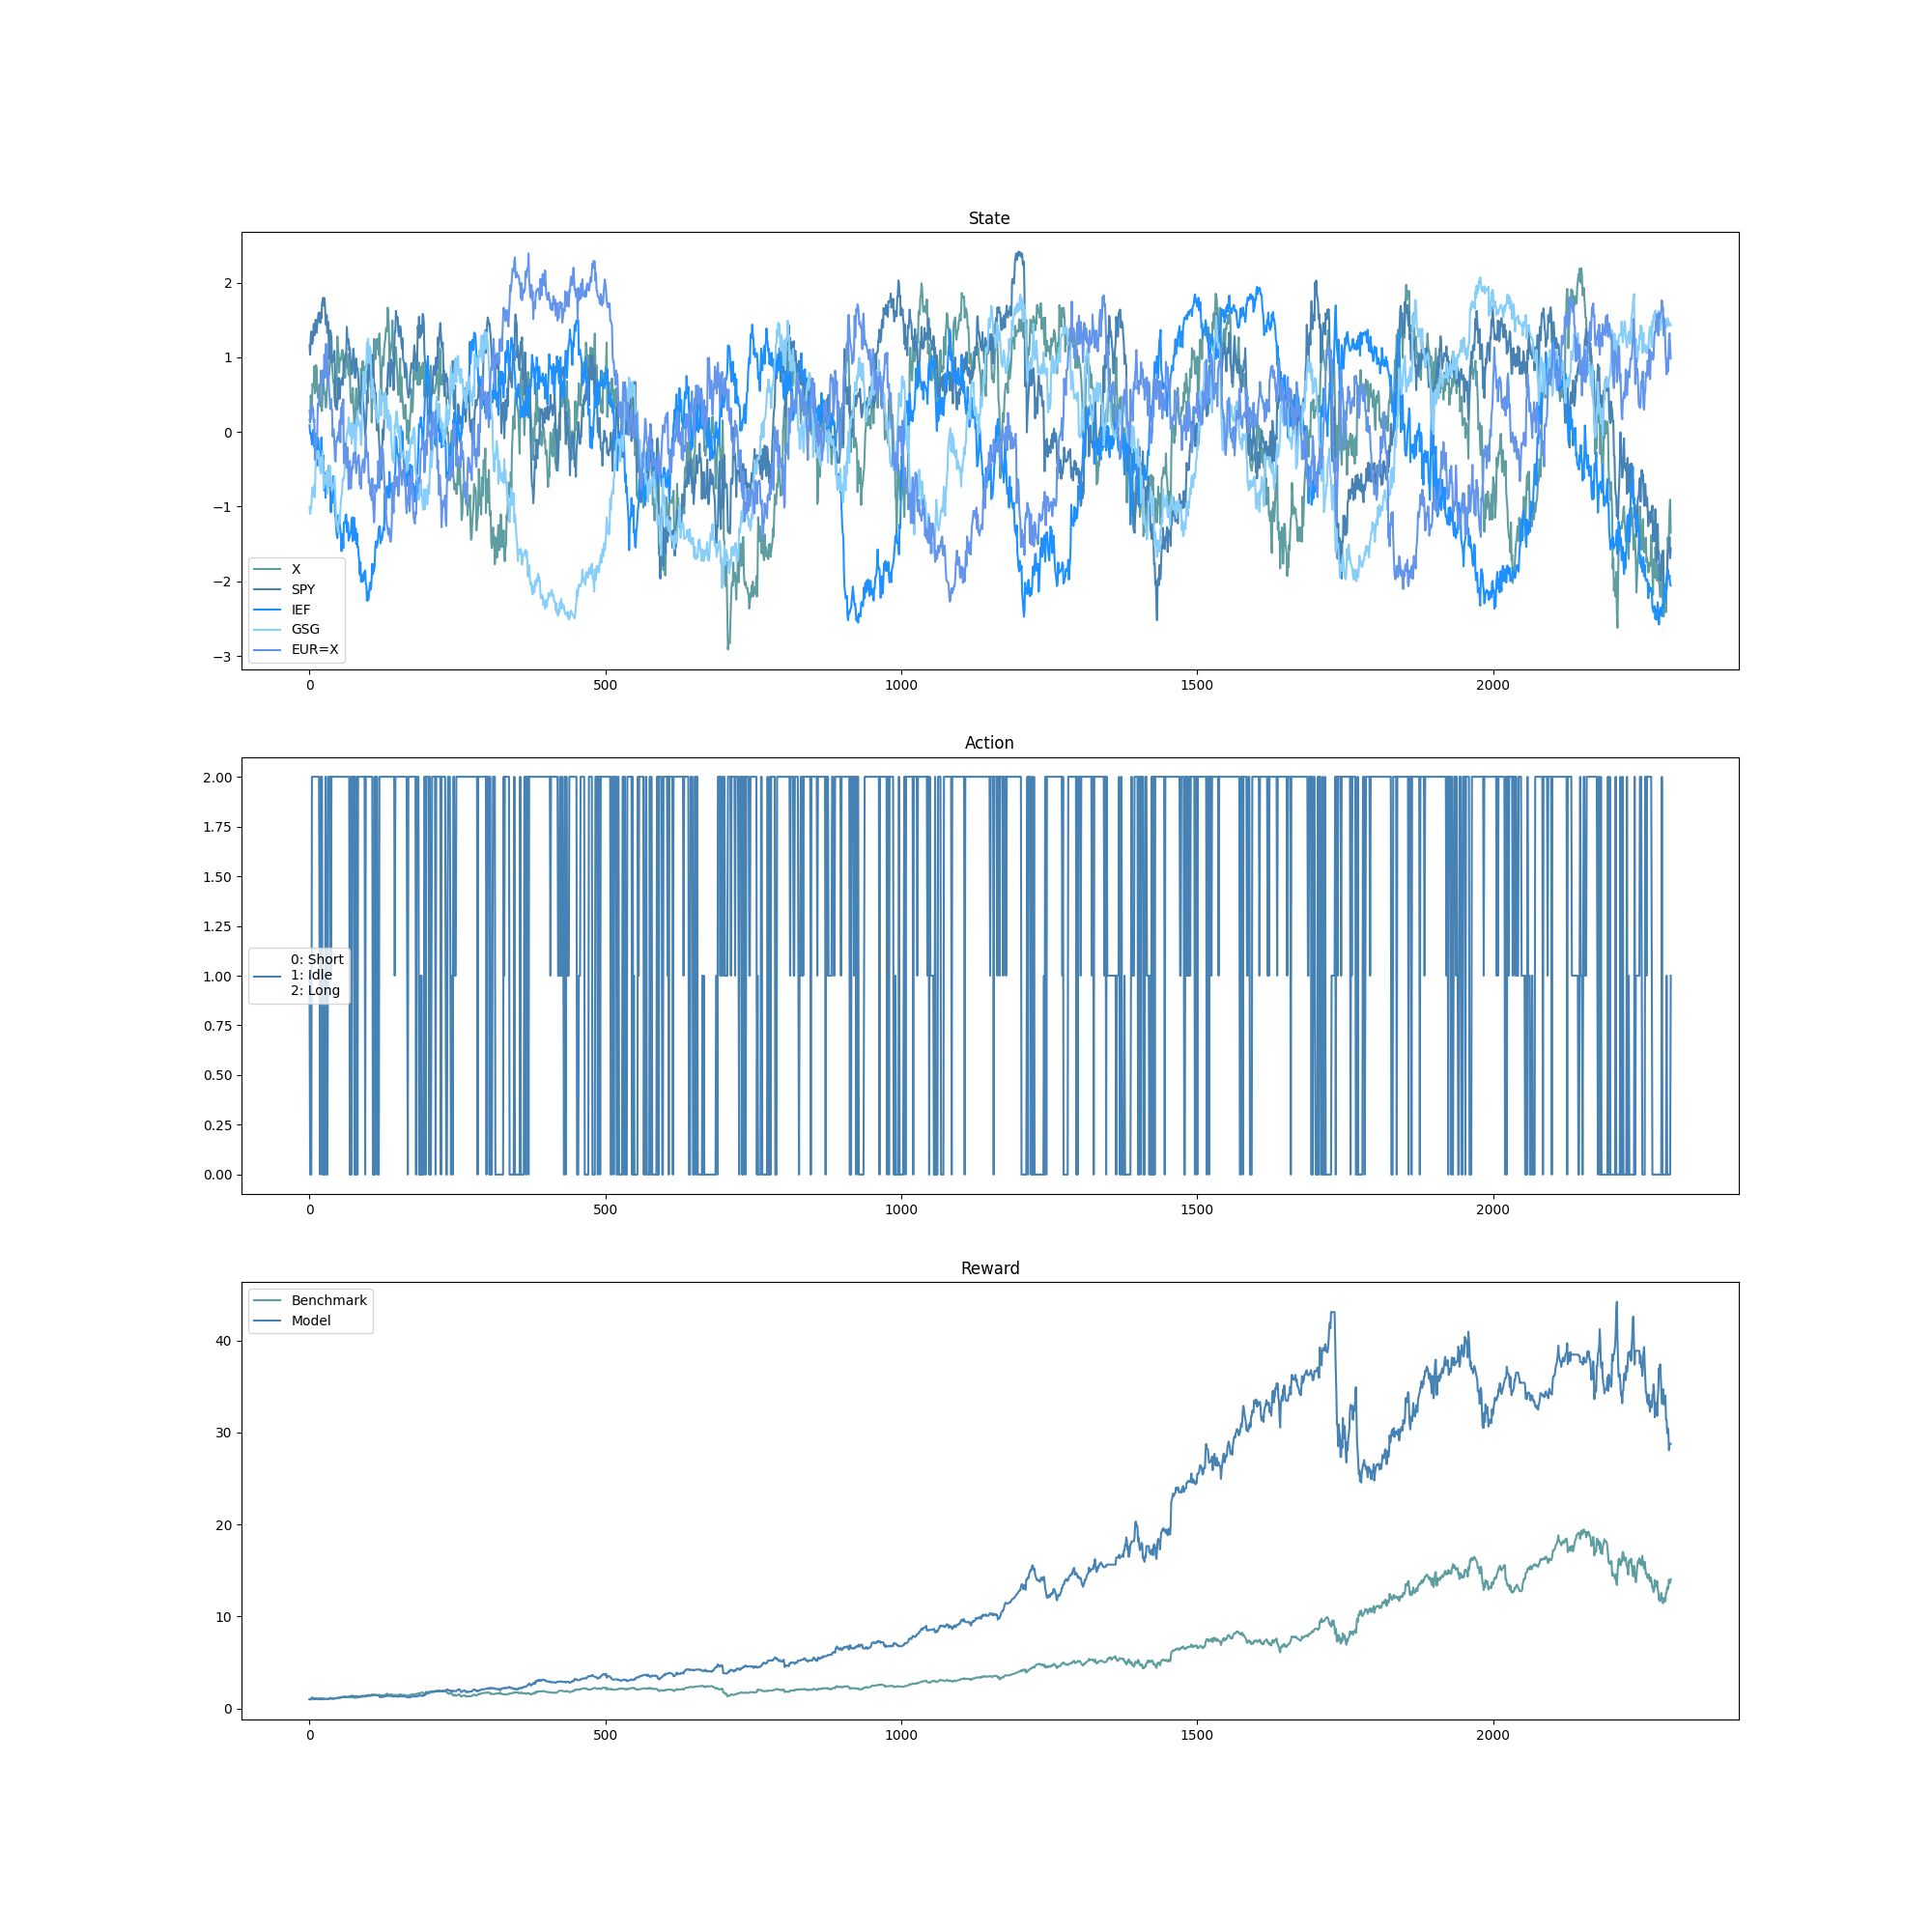 State
2
1
0
−1
−2
−3
X
SPY
IEF
GSG
EUR=X
0 500 1000 1500 2000
Action
2.00
1.75
1.50
1.25
1.00
0.75
0.50
0.25
0.00
0: Short
1: Idle
2: Long
0 500 1000 1500 2000
Reward
Benchmark
Model
40
30
20
10
0
0 500 1000 1500 2000